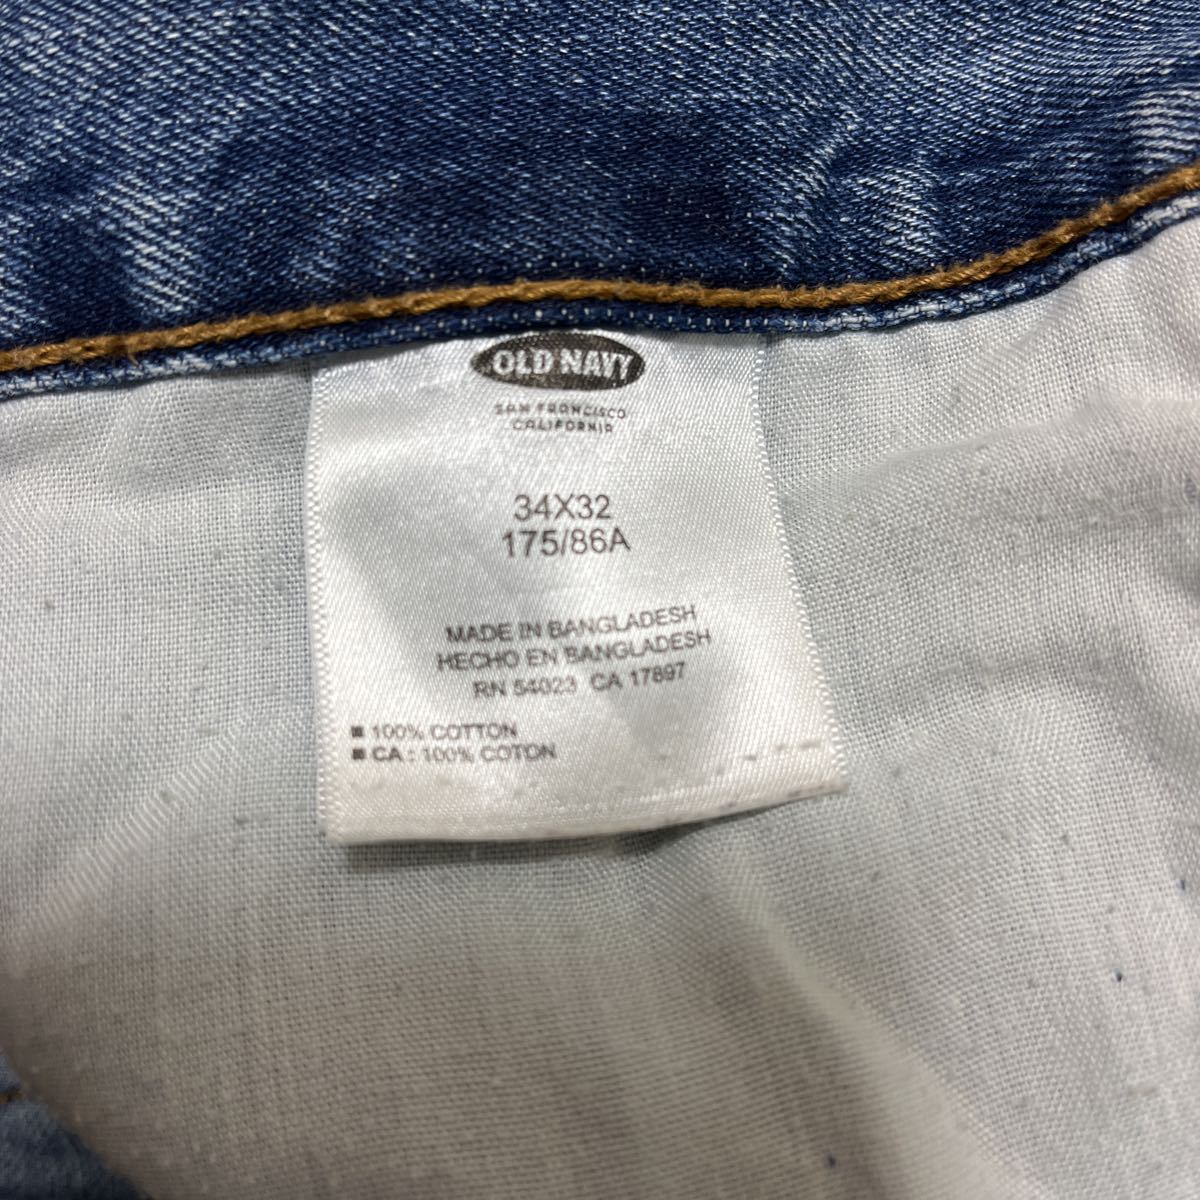 OLD NAVY
SAN FRANCISCO
CALIFORNIA
34X32
175/86A
MADE IN BANGLADESH
HECHO EN BANGLADESH
RN 54023 CA 17897
■ 100% COTTON
■ CA : 100% COTON